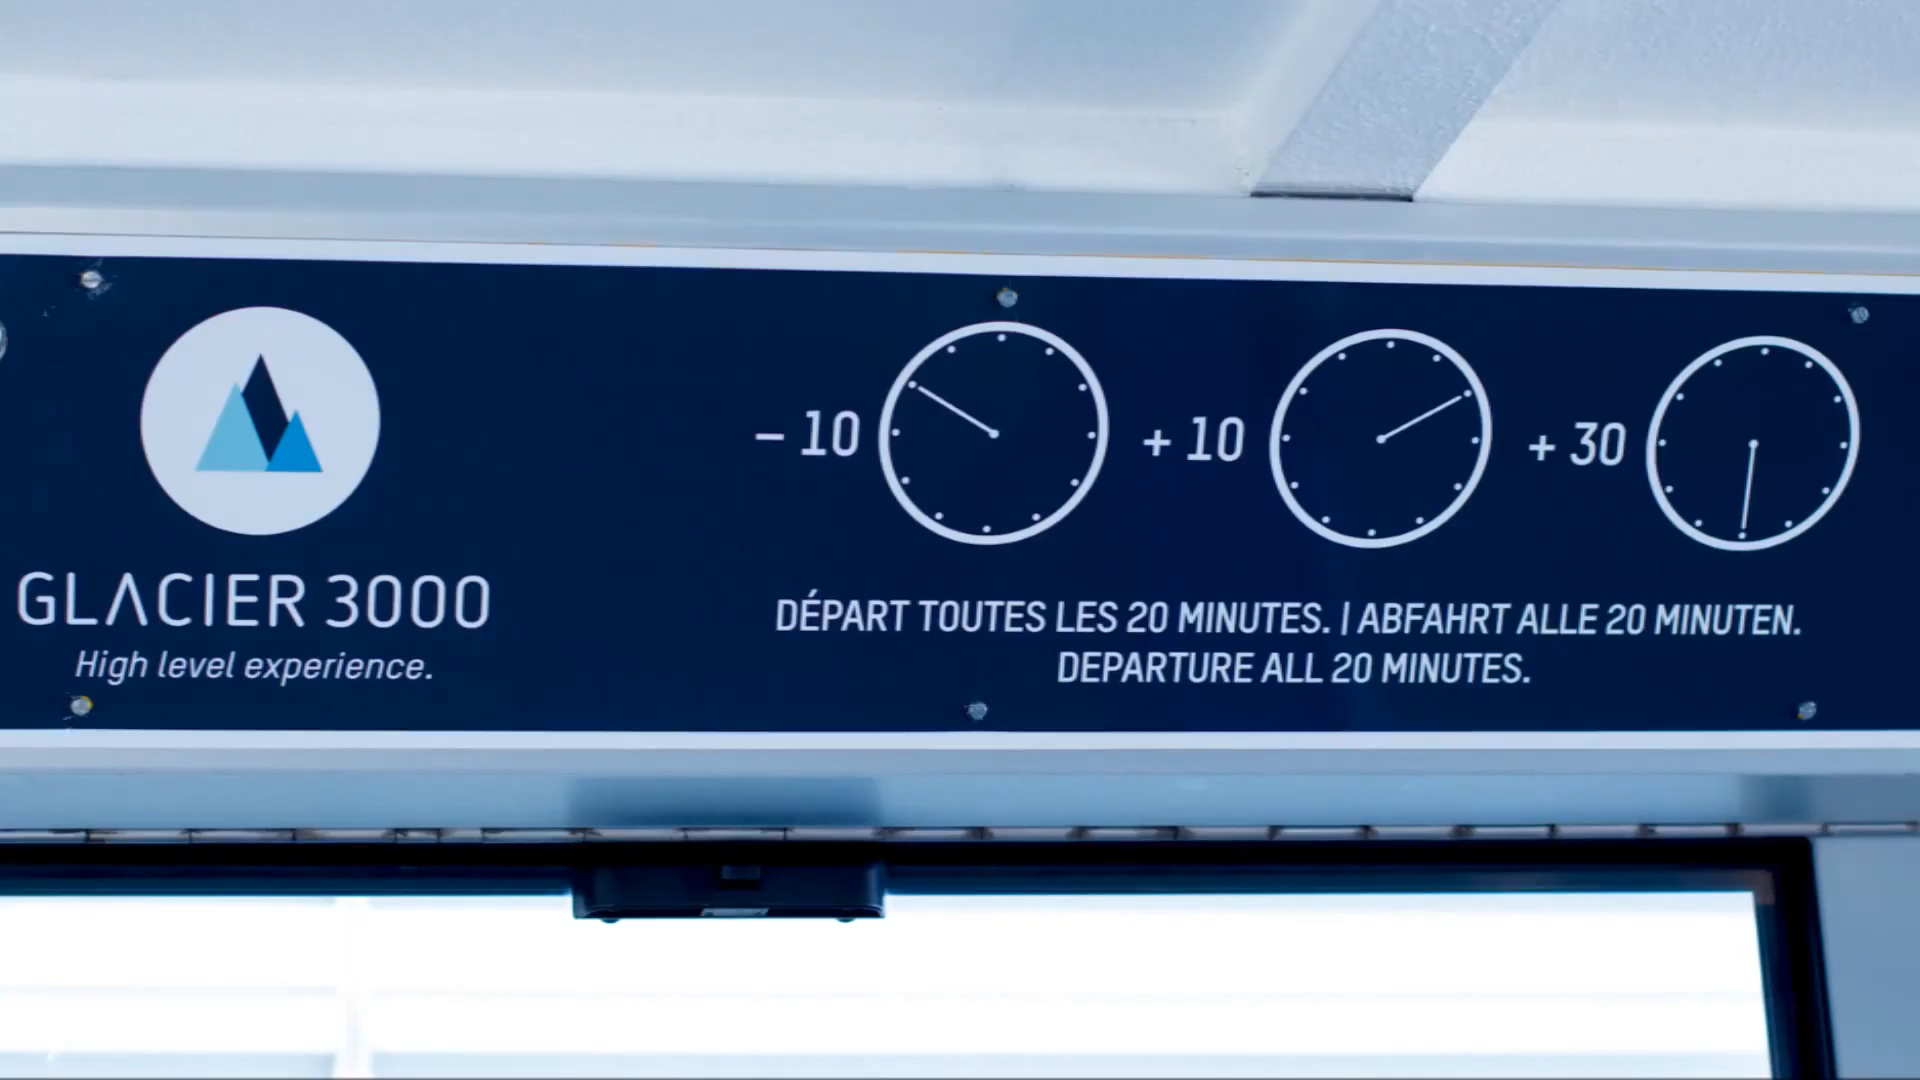 GLACIER 3000
High level experience.
– 10
+ 10
+ 30
DÉPART TOUTES LES 20 MINUTES. | ABFAHRT ALLE 20 MINUTEN.
DEPARTURE ALL 20 MINUTES.